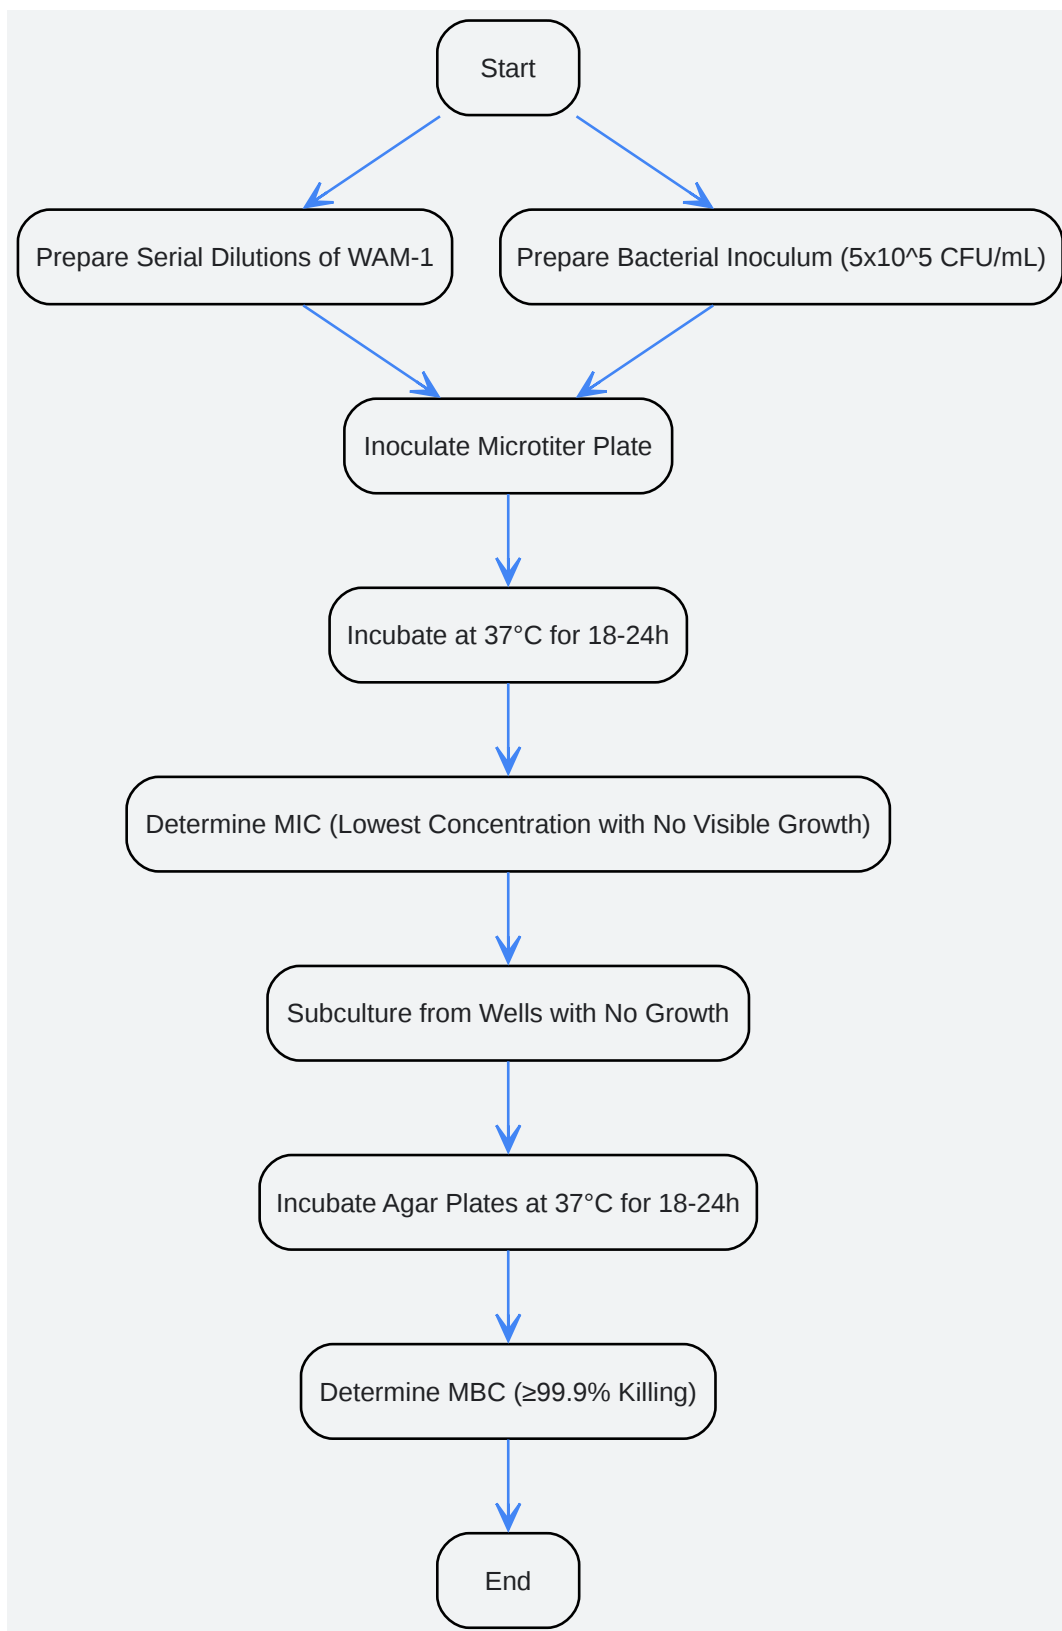 Start
Prepare Serial Dilutions of WAM-1
Prepare Bacterial Inoculum (5x10^5 CFU/mL)
Inoculate Microtiter Plate
Incubate at 37°C for 18-24h
Determine MIC (Lowest Concentration with No Visible Growth)
Subculture from Wells with No Growth
Incubate Agar Plates at 37°C for 18-24h
Determine MBC (≥99.9% Killing)
End